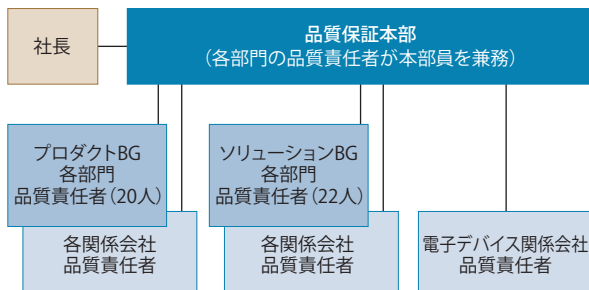 社長
品質保証本部
（各部門の品質責任者が本部員を兼務）
プロダクトBG
各部門
品質責任者（20人）
ソリューションBG
各部門
品質責任者（22人）
各関係会社
品質責任者
各関係会社
品質責任者
電子デバイス関係会社
品質責任者